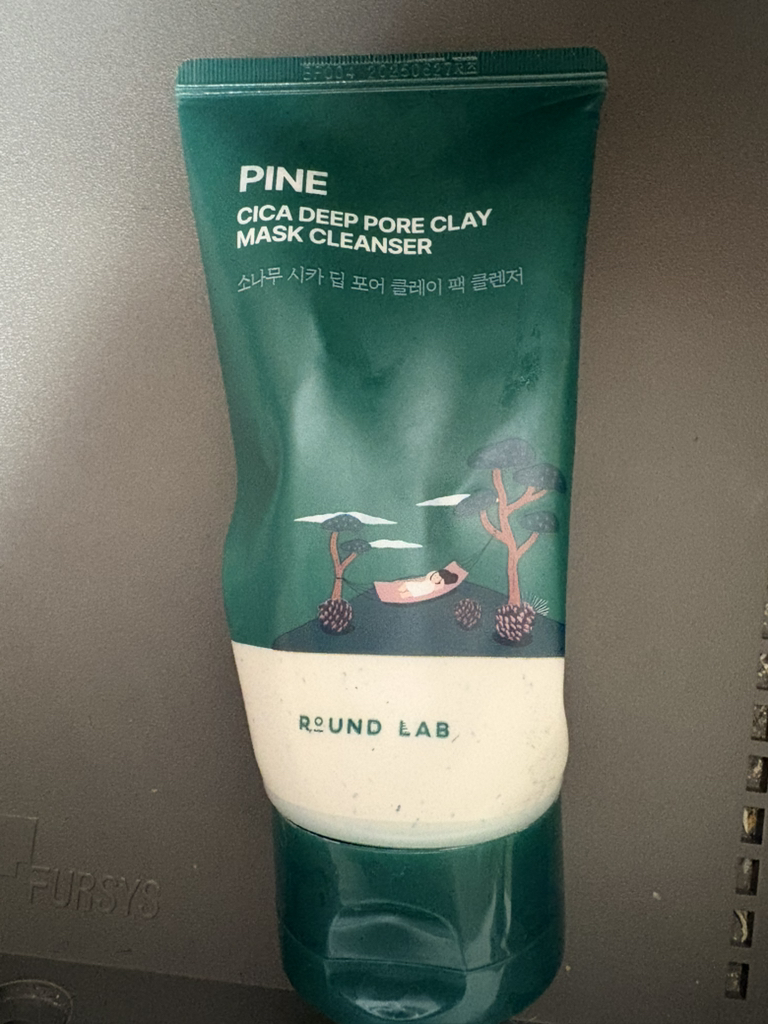 PINE
CICA DEEP PORE CLAY
MASK CLEANSER
소나무 시카 딥 포어 클레이 팩 클렌저
ROUND LAB
FURSYS